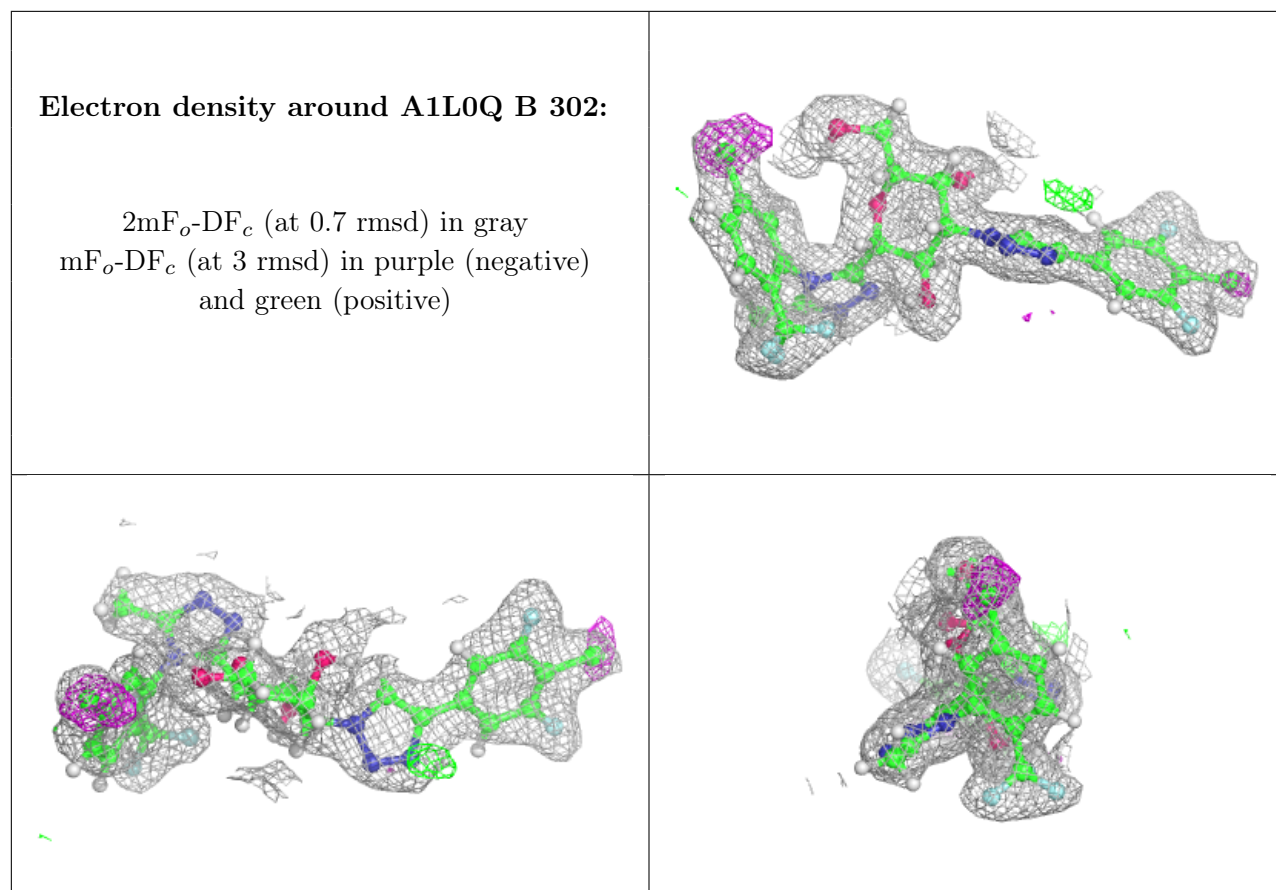 Electron density around A1L0Q B 302:
2mFo-DFc (at 0.7 rmsd) in gray
mFo-DFc (at 3 rmsd) in purple (negative)
and green (positive)